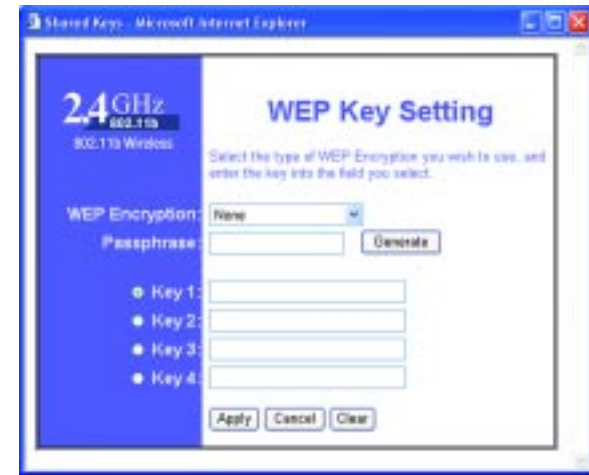 Shared Keys - Microsoft Internet Explorer
2.4 GHz
802.11b
802.11b Wireless
WEP Key Setting
Select the type of WEP Encryption you wish to use, and
enter the key into the field you select.
WEP Encryption: None
Passphrase: Generate
Key 1:
Key 2:
Key 3:
Key 4:
Apply Cancel Clear